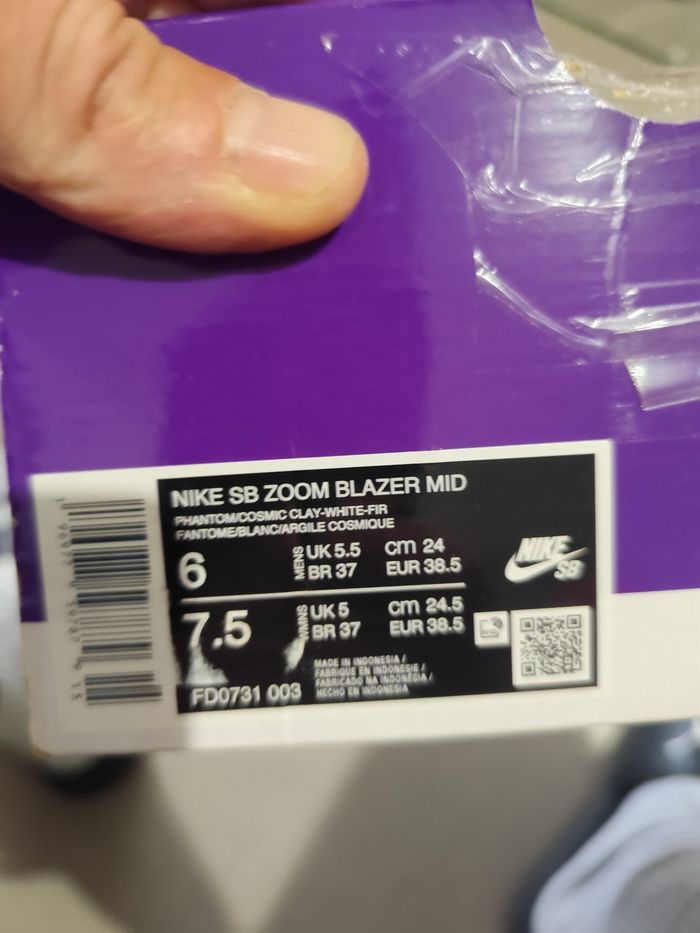 NIKE SB ZOOM BLAZER MID
PHANTOM/COSMIC CLAY-WHITE-FIR
FANTOME/BLANC/ARGILE COSMIQUE
6
MENS
UK 5.5
cm 24
BR 37
EUR 38.5
NIKE
SB
7.5
WMNS
UK 5
cm 24.5
BR 37
EUR 38.5
FD0731 003
MADE IN INDONESIA /
FABRIQUE EN INDONESIE /
FABRICADO NA INDONESIA /
HECHO EN INDONESIA